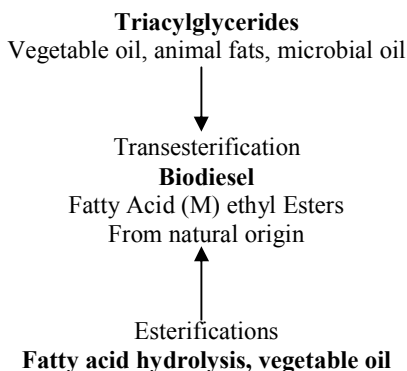 Triacylglycerides
Vegetable oil, animal fats, microbial oil
Transesterification
Biodiesel
Fatty Acid (M) ethyl Esters
From natural origin
Esterifications
Fatty acid hydrolysis, vegetable oil